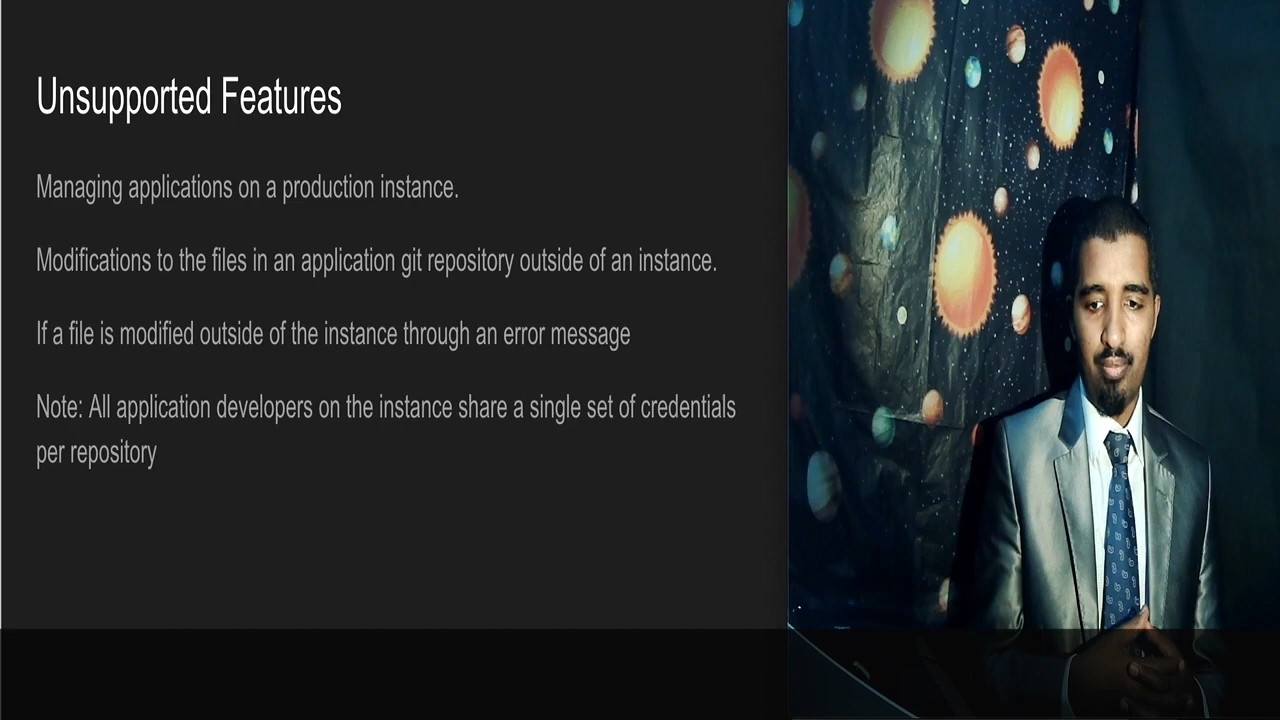 Unsupported Features
Managing applications on a production instance.
Modifications to the files in an application git repository outside of an instance.
If a file is modified outside of the instance through an error message
Note: All application developers on the instance share a single set of credentials
per repository